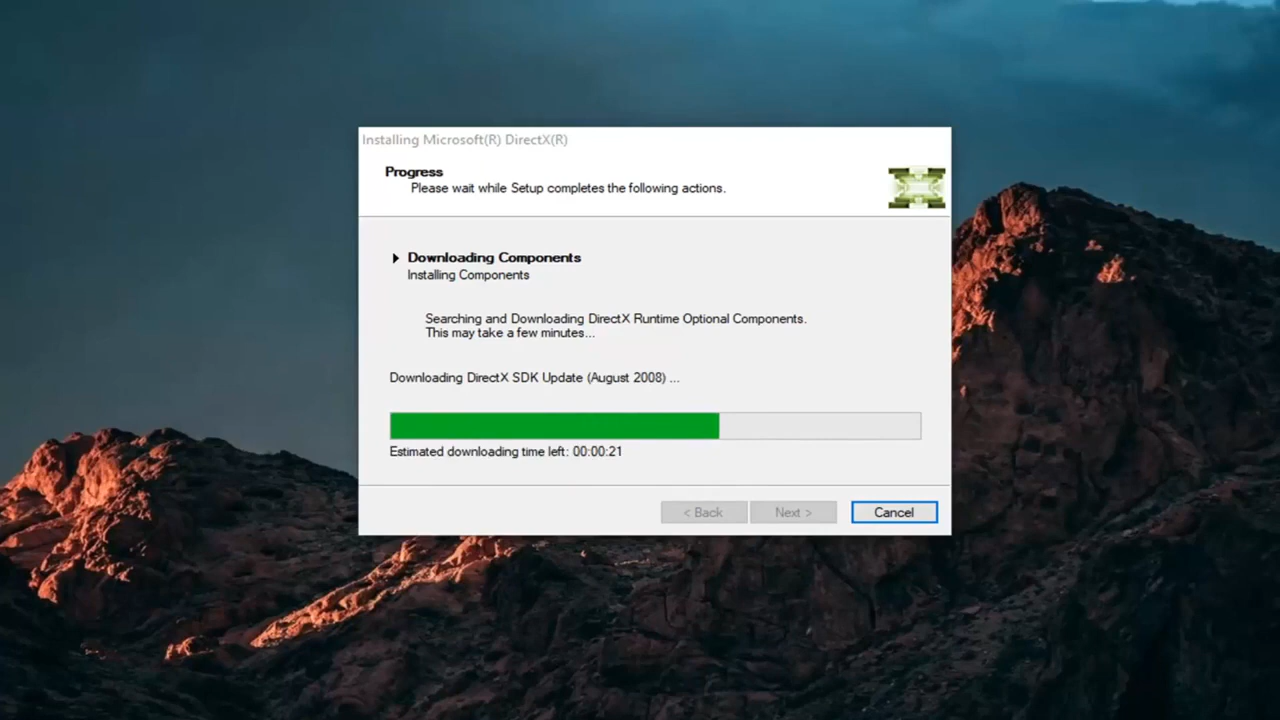 Installing Microsoft(R) DirectX(R)
Progress
Please wait while Setup completes the following actions.
Downloading Components
Installing Components
Searching and Downloading DirectX Runtime Optional Components.
This may take a few minutes...
Downloading DirectX SDK Update (August 2008) ...
Estimated downloading time left: 00:00:21
< Back Next > Cancel